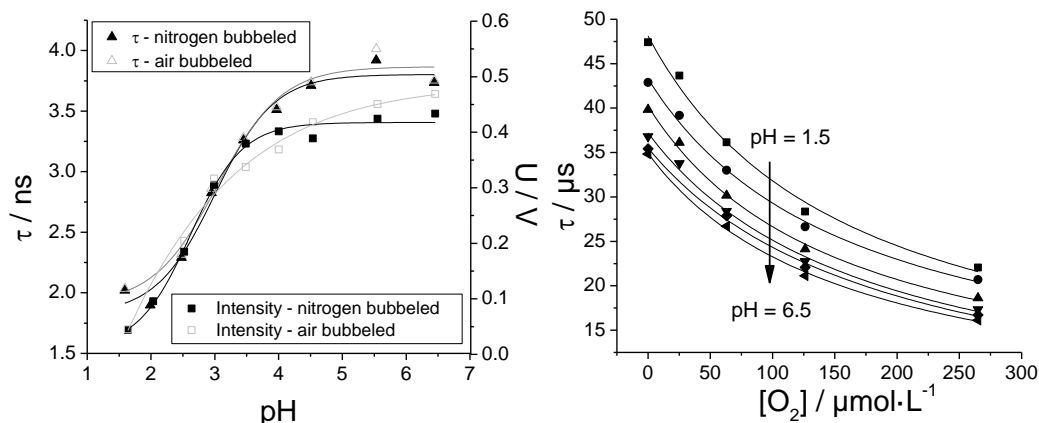 τ - nitrogen bubbeled
τ - air bubbeled
4.0
3.5
3.0
2.5
2.0
1.5
τ / ns
0.6
0.5
0.4
0.3
0.2
0.1
0.0
U / V
Intensity - nitrogen bubbeled
Intensity - air bubbeled
1 2 3 4 5 6 7
pH
50
45
40
35
30
25
20
15
τ / µs
pH = 1.5
pH = 6.5
0 50 100 150 200 250 300
[O2] / µmol·L-1